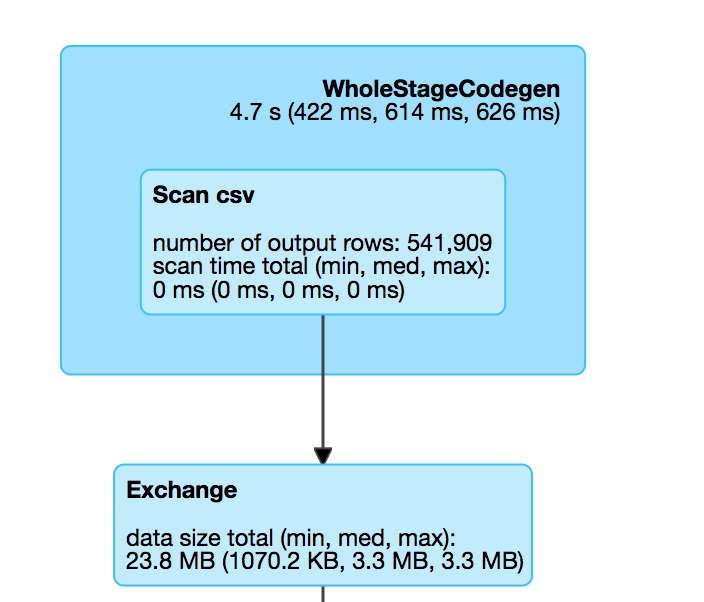 WholeStageCodegen
4.7 s (422 ms, 614 ms, 626 ms)
Scan csv
number of output rows: 541,909
scan time total (min, med, max):
0 ms (0 ms, 0 ms, 0 ms)
Exchange
data size total (min, med, max):
23.8 MB (1070.2 KB, 3.3 MB, 3.3 MB)